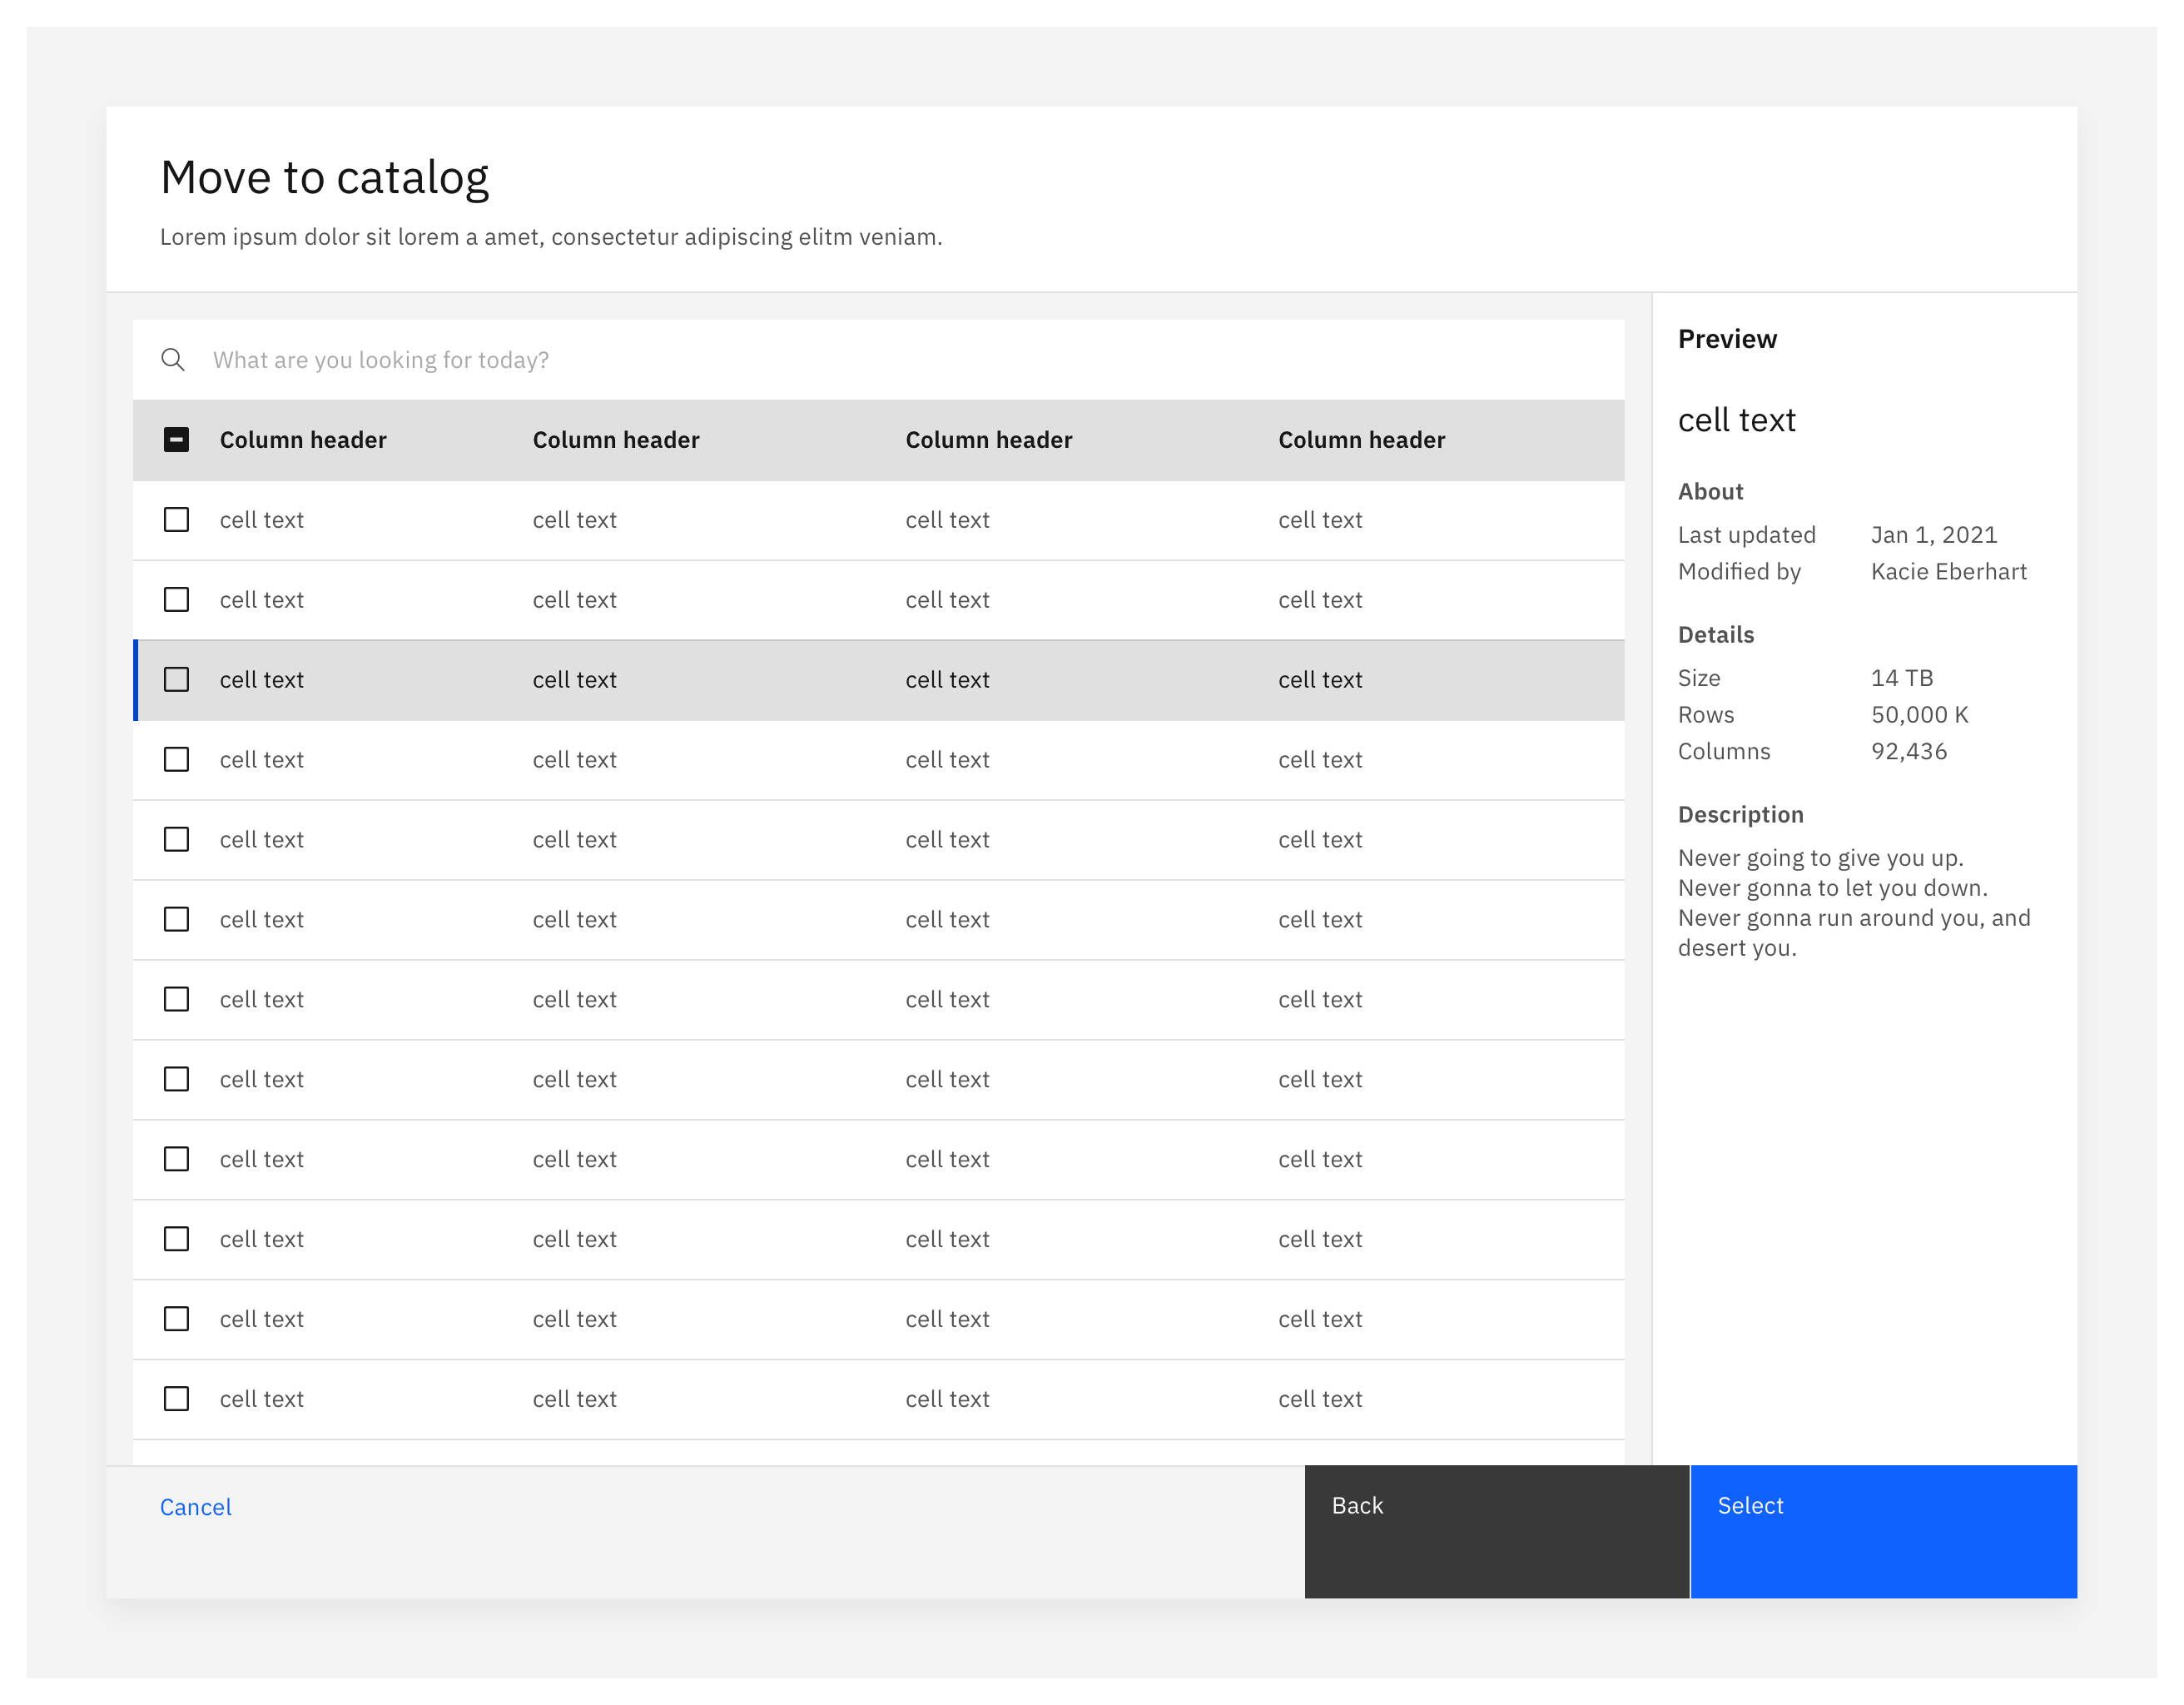 Move to catalog
Lorem ipsum dolor sit lorem a amet, consectetur adipiscing elitm veniam.
What are you looking for today?
Column header Column header Column header Column header
cell text cell text cell text cell text
cell text cell text cell text cell text
cell text cell text cell text cell text
cell text cell text cell text cell text
cell text cell text cell text cell text
cell text cell text cell text cell text
cell text cell text cell text cell text
cell text cell text cell text cell text
cell text cell text cell text cell text
cell text cell text cell text cell text
cell text cell text cell text cell text
cell text cell text cell text cell text
Preview
cell text
About
Last updated Jan 1, 2021
Modified by Kacie Eberhart
Details
Size 14 TB
Rows 50,000 K
Columns 92,436
Description
Never going to give you up.
Never gonna to let you down.
Never gonna run around you, and
desert you.
Cancel
Back
Select